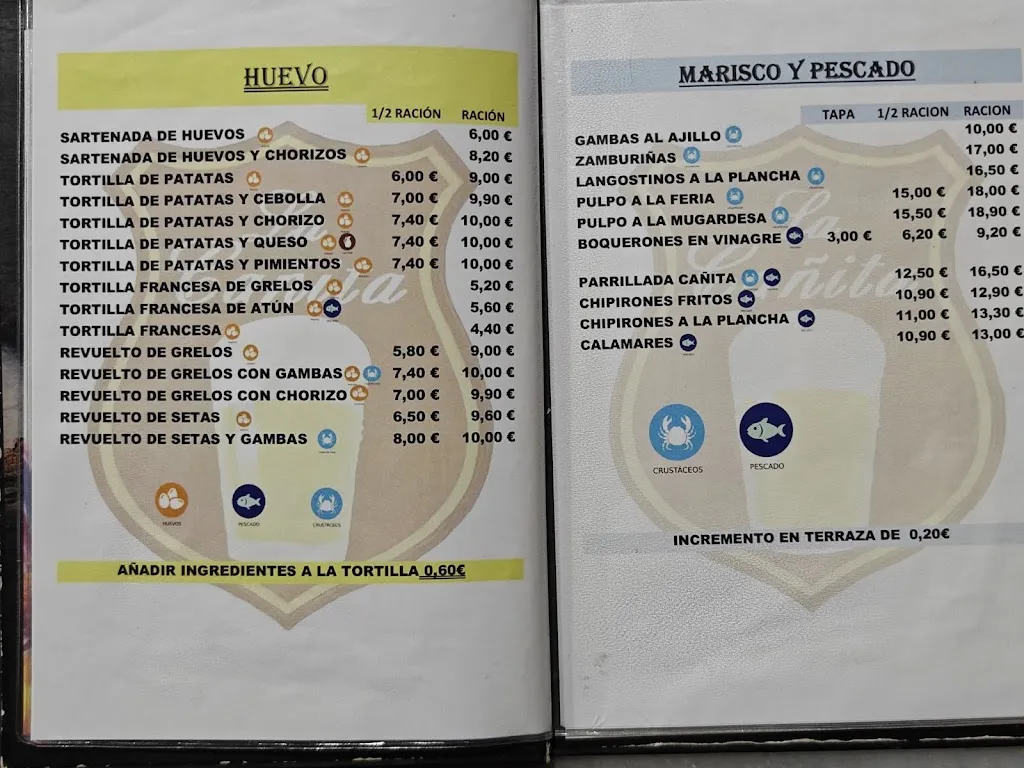 HUEVO
1/2 RACIÓN RACIÓN
SARTENADA DE HUEVOS 6,00 €
SARTENADA DE HUEVOS Y CHORIZOS 8,20 €
TORTILLA DE PATATAS 6,00 € 9,00 €
TORTILLA DE PATATAS Y CEBOLLA 7,00 € 9,90 €
TORTILLA DE PATATAS Y CHORIZO 7,40 € 10,00 €
TORTILLA DE PATATAS Y QUESO 7,40 € 10,00 €
TORTILLA DE PATATAS Y PIMIENTOS 7,40 € 10,00 €
TORTILLA FRANCESA DE GRELOS 5,20 €
TORTILLA FRANCESA DE ATÚN 5,60 €
TORTILLA FRANCESA 4,40 €
REVUELTO DE GRELOS 5,80 € 9,00 €
REVUELTO DE GRELOS CON GAMBAS 7,40 € 10,00 €
REVUELTO DE GRELOS CON CHORIZO 7,00 € 9,90 €
REVUELTO DE SETAS 6,50 € 9,60 €
REVUELTO DE SETAS Y GAMBAS 8,00 € 10,00 €
HUEVOS PESCADO CRUSTÁCEOS
AÑADIR INGREDIENTES A LA TORTILLA 0,60€
MARISCO Y PESCADO
TAPA 1/2 RACION RACION
GAMBAS AL AJILLO 10,00 €
ZAMBURIÑAS 17,00 €
LANGOSTINOS A LA PLANCHA 16,50 €
PULPO A LA FERIA 15,00 € 18,00 €
PULPO A LA MUGARDESA 15,50 € 18,90 €
BOQUERONES EN VINAGRE 3,00 € 6,20 € 9,20 €
PARRILLADA CAÑITA 12,50 € 16,50 €
CHIPIRONES FRITOS 10,90 € 12,90 €
CHIPIRONES A LA PLANCHA 11,00 € 13,30 €
CALAMARES 10,90 € 13,00 €
La Cañita
CRUSTÁCEOS PESCADO
INCREMENTO EN TERRAZA DE 0,20€